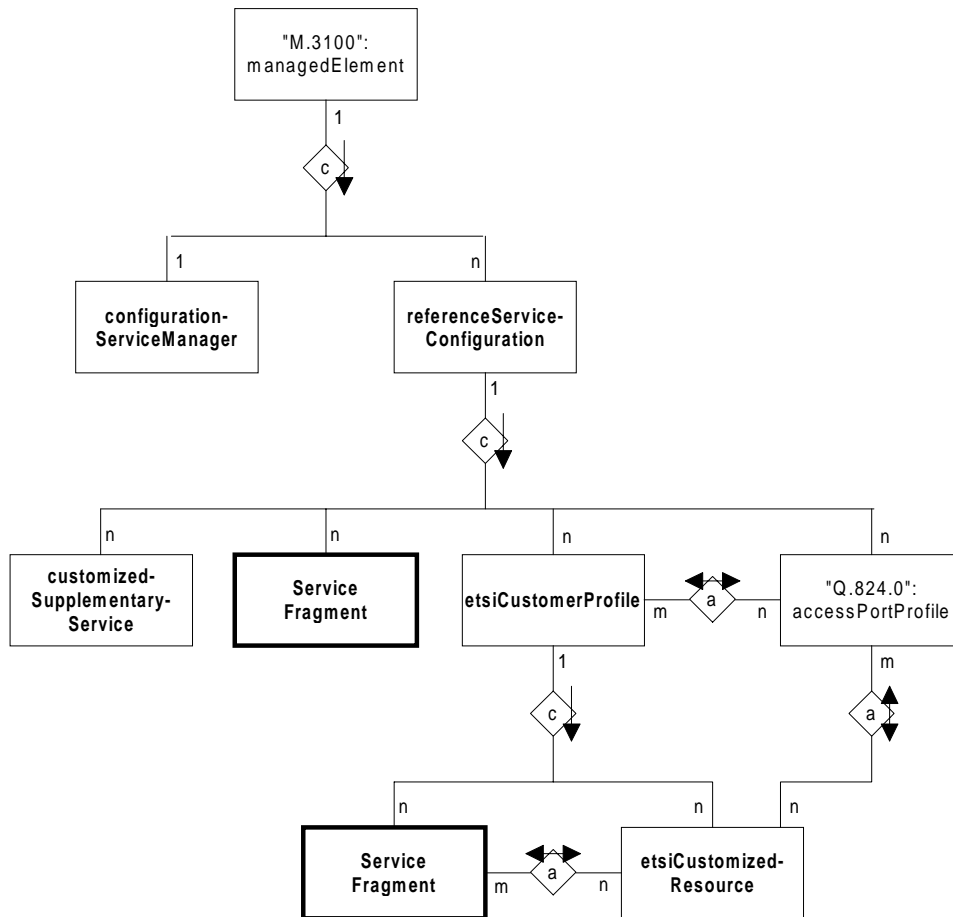 "M.3100":
managedElement
1
c
1
n
configuration-
ServiceManager
referenceService-
Configuration
1
c
n
n
n
n
customized-
Supplementary-
Service
Service
Fragment
etsiCustomerProfile
m
a
n
"Q.824.0":
accessPortProfile
1
m
c
a
n
n
n
Service
Fragment
m
a
n
etsiCustomized-
Resource